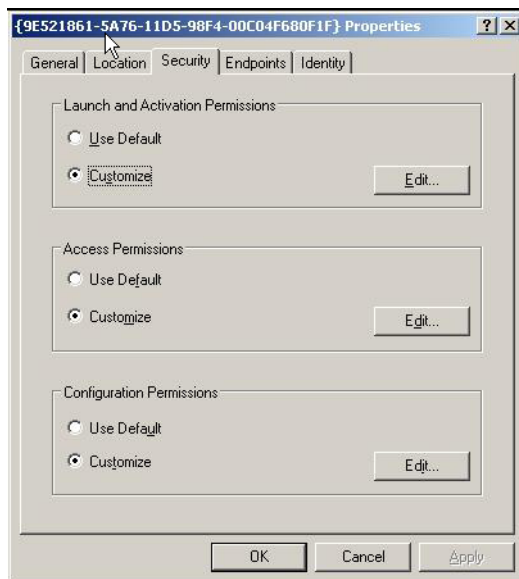 {9E521861-5A76-11D5-98F4-00C04F680F1F} Properties
General Location Security Endpoints Identity
Launch and Activation Permissions
Use Default
Customize
Edit...
Access Permissions
Use Default
Customize
Edit...
Configuration Permissions
Use Default
Customize
Edit...
OK Cancel Apply